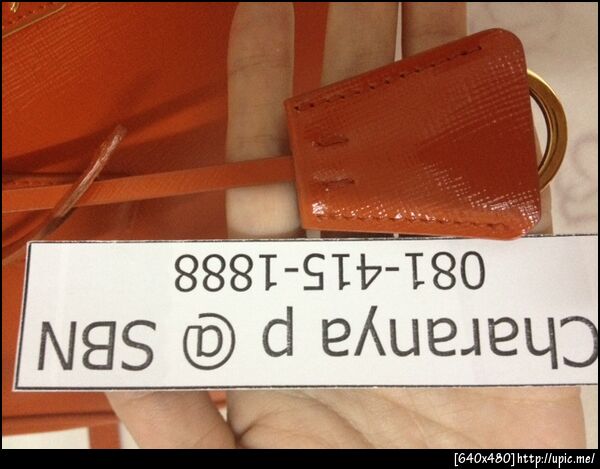 Charanya p @ SBN
081-415-1888
[640x480]http://upic.me/